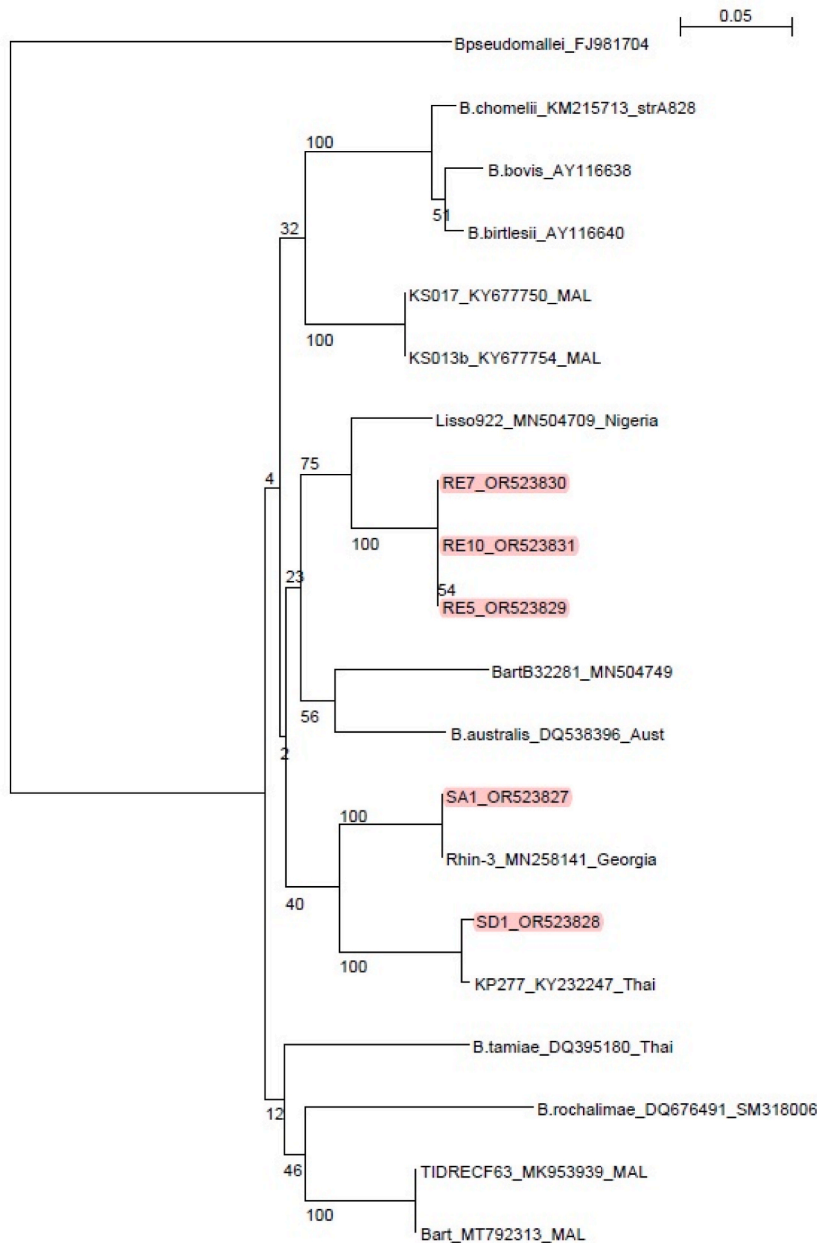 0.05
Bpseudomallei_FJ981704
B.chomelii_KM215713_strA828
100
B.bovis_AY116638
51
B.birtlesii_AY116640
32
KS017_KY677750_MAL
100
KS013b_KY677754_MAL
Lisso922_MN504709_Nigeria
75
4
RE7_OR523830
100
RE10_OR523831
23
54
RE5_OR523829
BartB32281_MN504749
56
B.australis_DQ538396_Aust
2
SA1_OR523827
100
Rhin-3_MN258141_Georgia
40
SD1_OR523828
100
KP277_KY232247_Thai
B.tamiae_DQ395180_Thai
12
B.rochalimae_DQ676491_SM318006
46
TIDRECF63_MK953939_MAL
100
Bart_MT792313_MAL